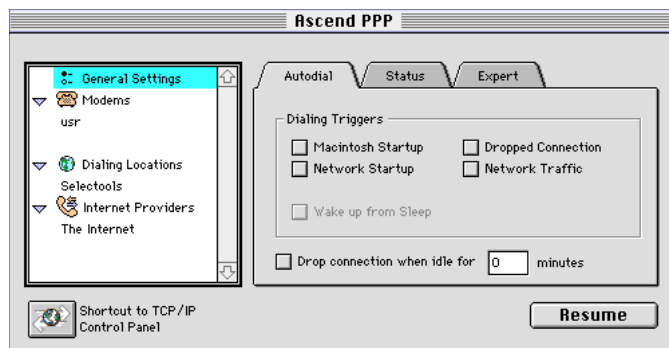 Ascend PPP
General Settings
Modems
usr
Dialing Locations
Selectools
Internet Providers
The Internet
Shortcut to TCP/IP
Control Panel
Autodial
Status
Expert
Dialing Triggers
Macintosh Startup
Dropped Connection
Network Startup
Network Traffic
Wake up from Sleep
Drop connection when idle for 0 minutes
Resume